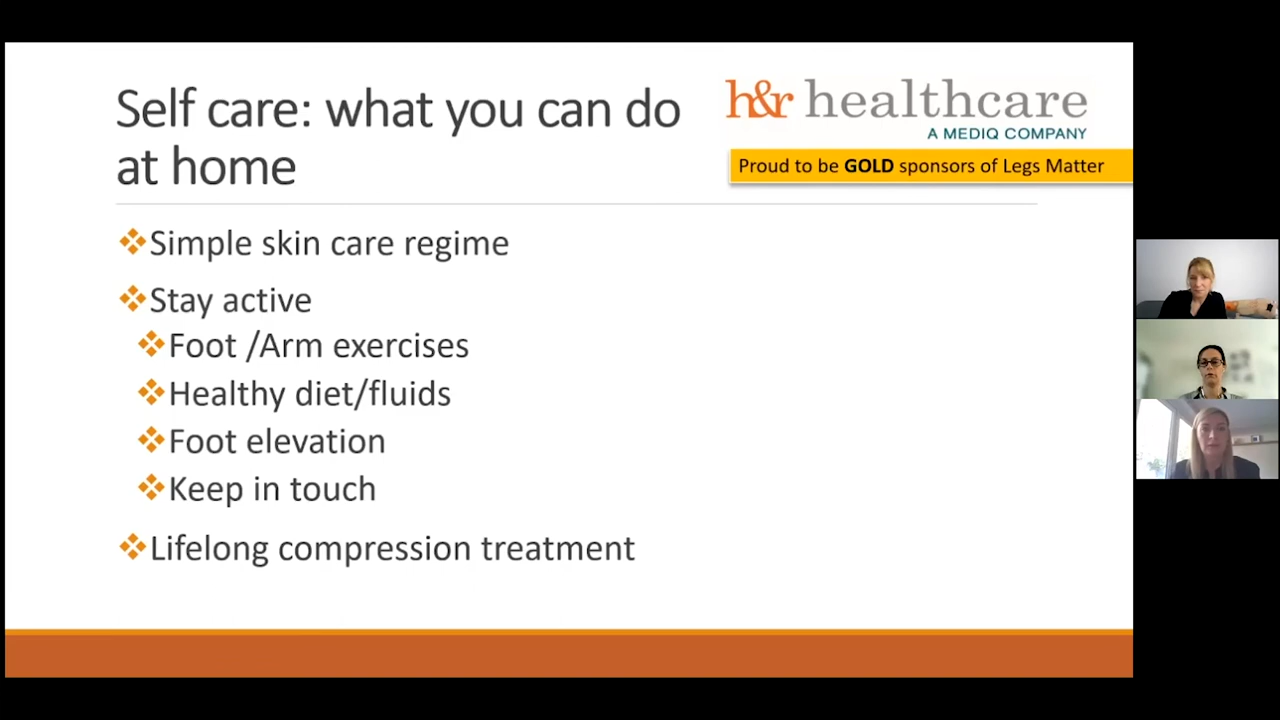 Self care: what you can do
at home
h&r healthcare
A MEDIQ COMPANY
Proud to be GOLD sponsors of Legs Matter
Simple skin care regime
Stay active
Foot /Arm exercises
Healthy diet/fluids
Foot elevation
Keep in touch
Lifelong compression treatment